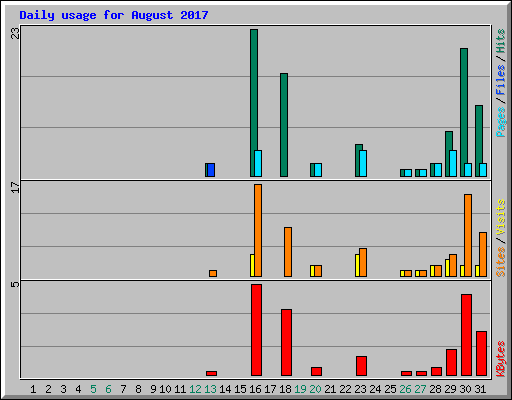 Daily usage for August 2017
23
17
5
Pages / Files / Hits
Sites / Visits
KBytes
1 2 3 4 5 6 7 8 9 10 11 12 13 14 15 16 17 18 19 20 21 22 23 24 25 26 27 28 29 30 31